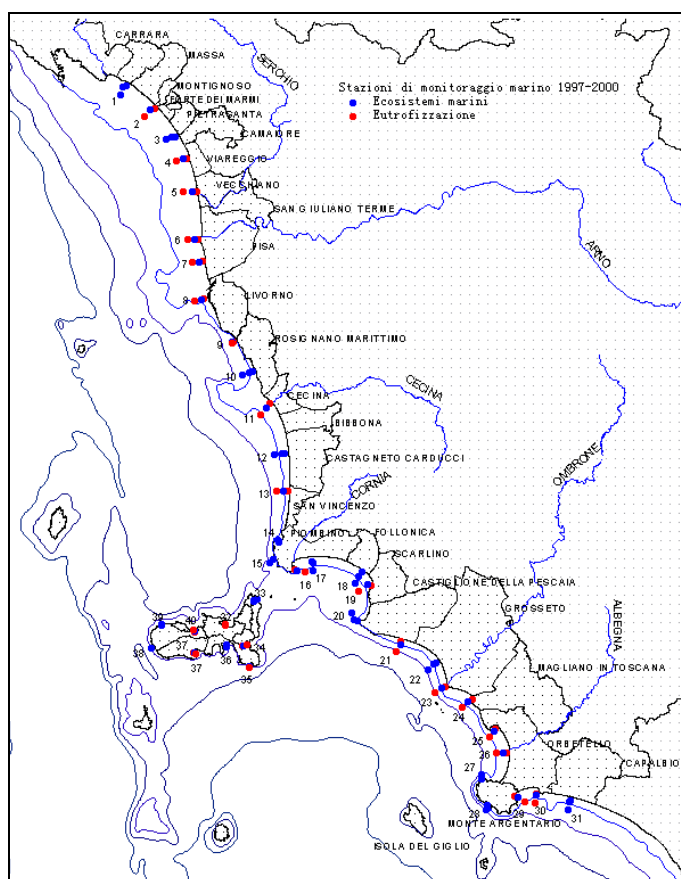 CARRARA
MASSA
SERCHIO
MONTIGNOSO
FORTE DEI MARMI
PIETRASANTA
CAMAIORE
VIAREGGIO
VECCHIANO
SAN GIULIANO TERME
PISA
ARNO
LIVORNO
ROSIGNANO MARITTIMO
CECINA
CECINA
BIBBONA
CASTAGNETO CARDUCCI
CORNIA
OMBRONE
SAN VINCENZO
PIOMBINO
FOLLONICA
SCARLINO
CASTIGLIONE DELLA PESCAIA
GROSSETO
ALBEGNA
MAGLIANO IN TOSCANA
ORBETELLO
CAPALBIO
MONTE ARGENTARIO
ISOLA DEL GIGLIO
Stazioni di monitoraggio marino 1997-2000
Ecosistemi marini
Eutrofizzazione
1
2
3
4
5
6
7
8
9
10
11
12
13
14
15
16
17
18
19
20
21
22
23
24
25
26
27
28
29
30
31
33
34
35
36
37
37
38
39
40